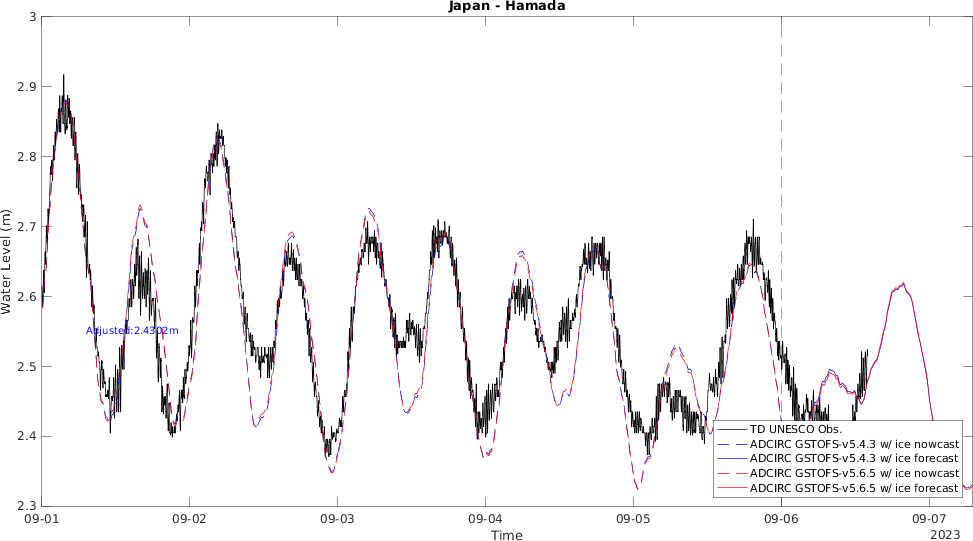 Japan - Hamada
3
2.9
2.8
2.7
2.6
2.5
2.4
2.3
Water Level (m)
Adjusted:2.4302m
TD UNESCO Obs.
ADCIRC GSTOFS-v5.4.3 w/ ice nowcast
ADCIRC GSTOFS-v5.4.3 w/ ice forecast
ADCIRC GSTOFS-v5.6.5 w/ ice nowcast
ADCIRC GSTOFS-v5.6.5 w/ ice forecast
09-01 09-02 09-03 09-04 09-05 09-06 09-07
Time
2023